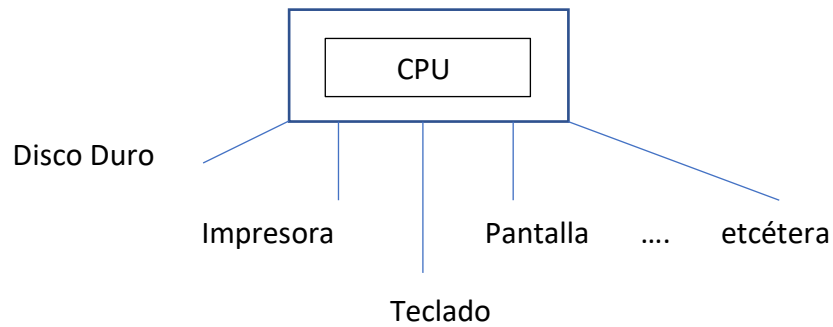 CPU
Disco Duro
Impresora Pantalla .... etcétera
Teclado